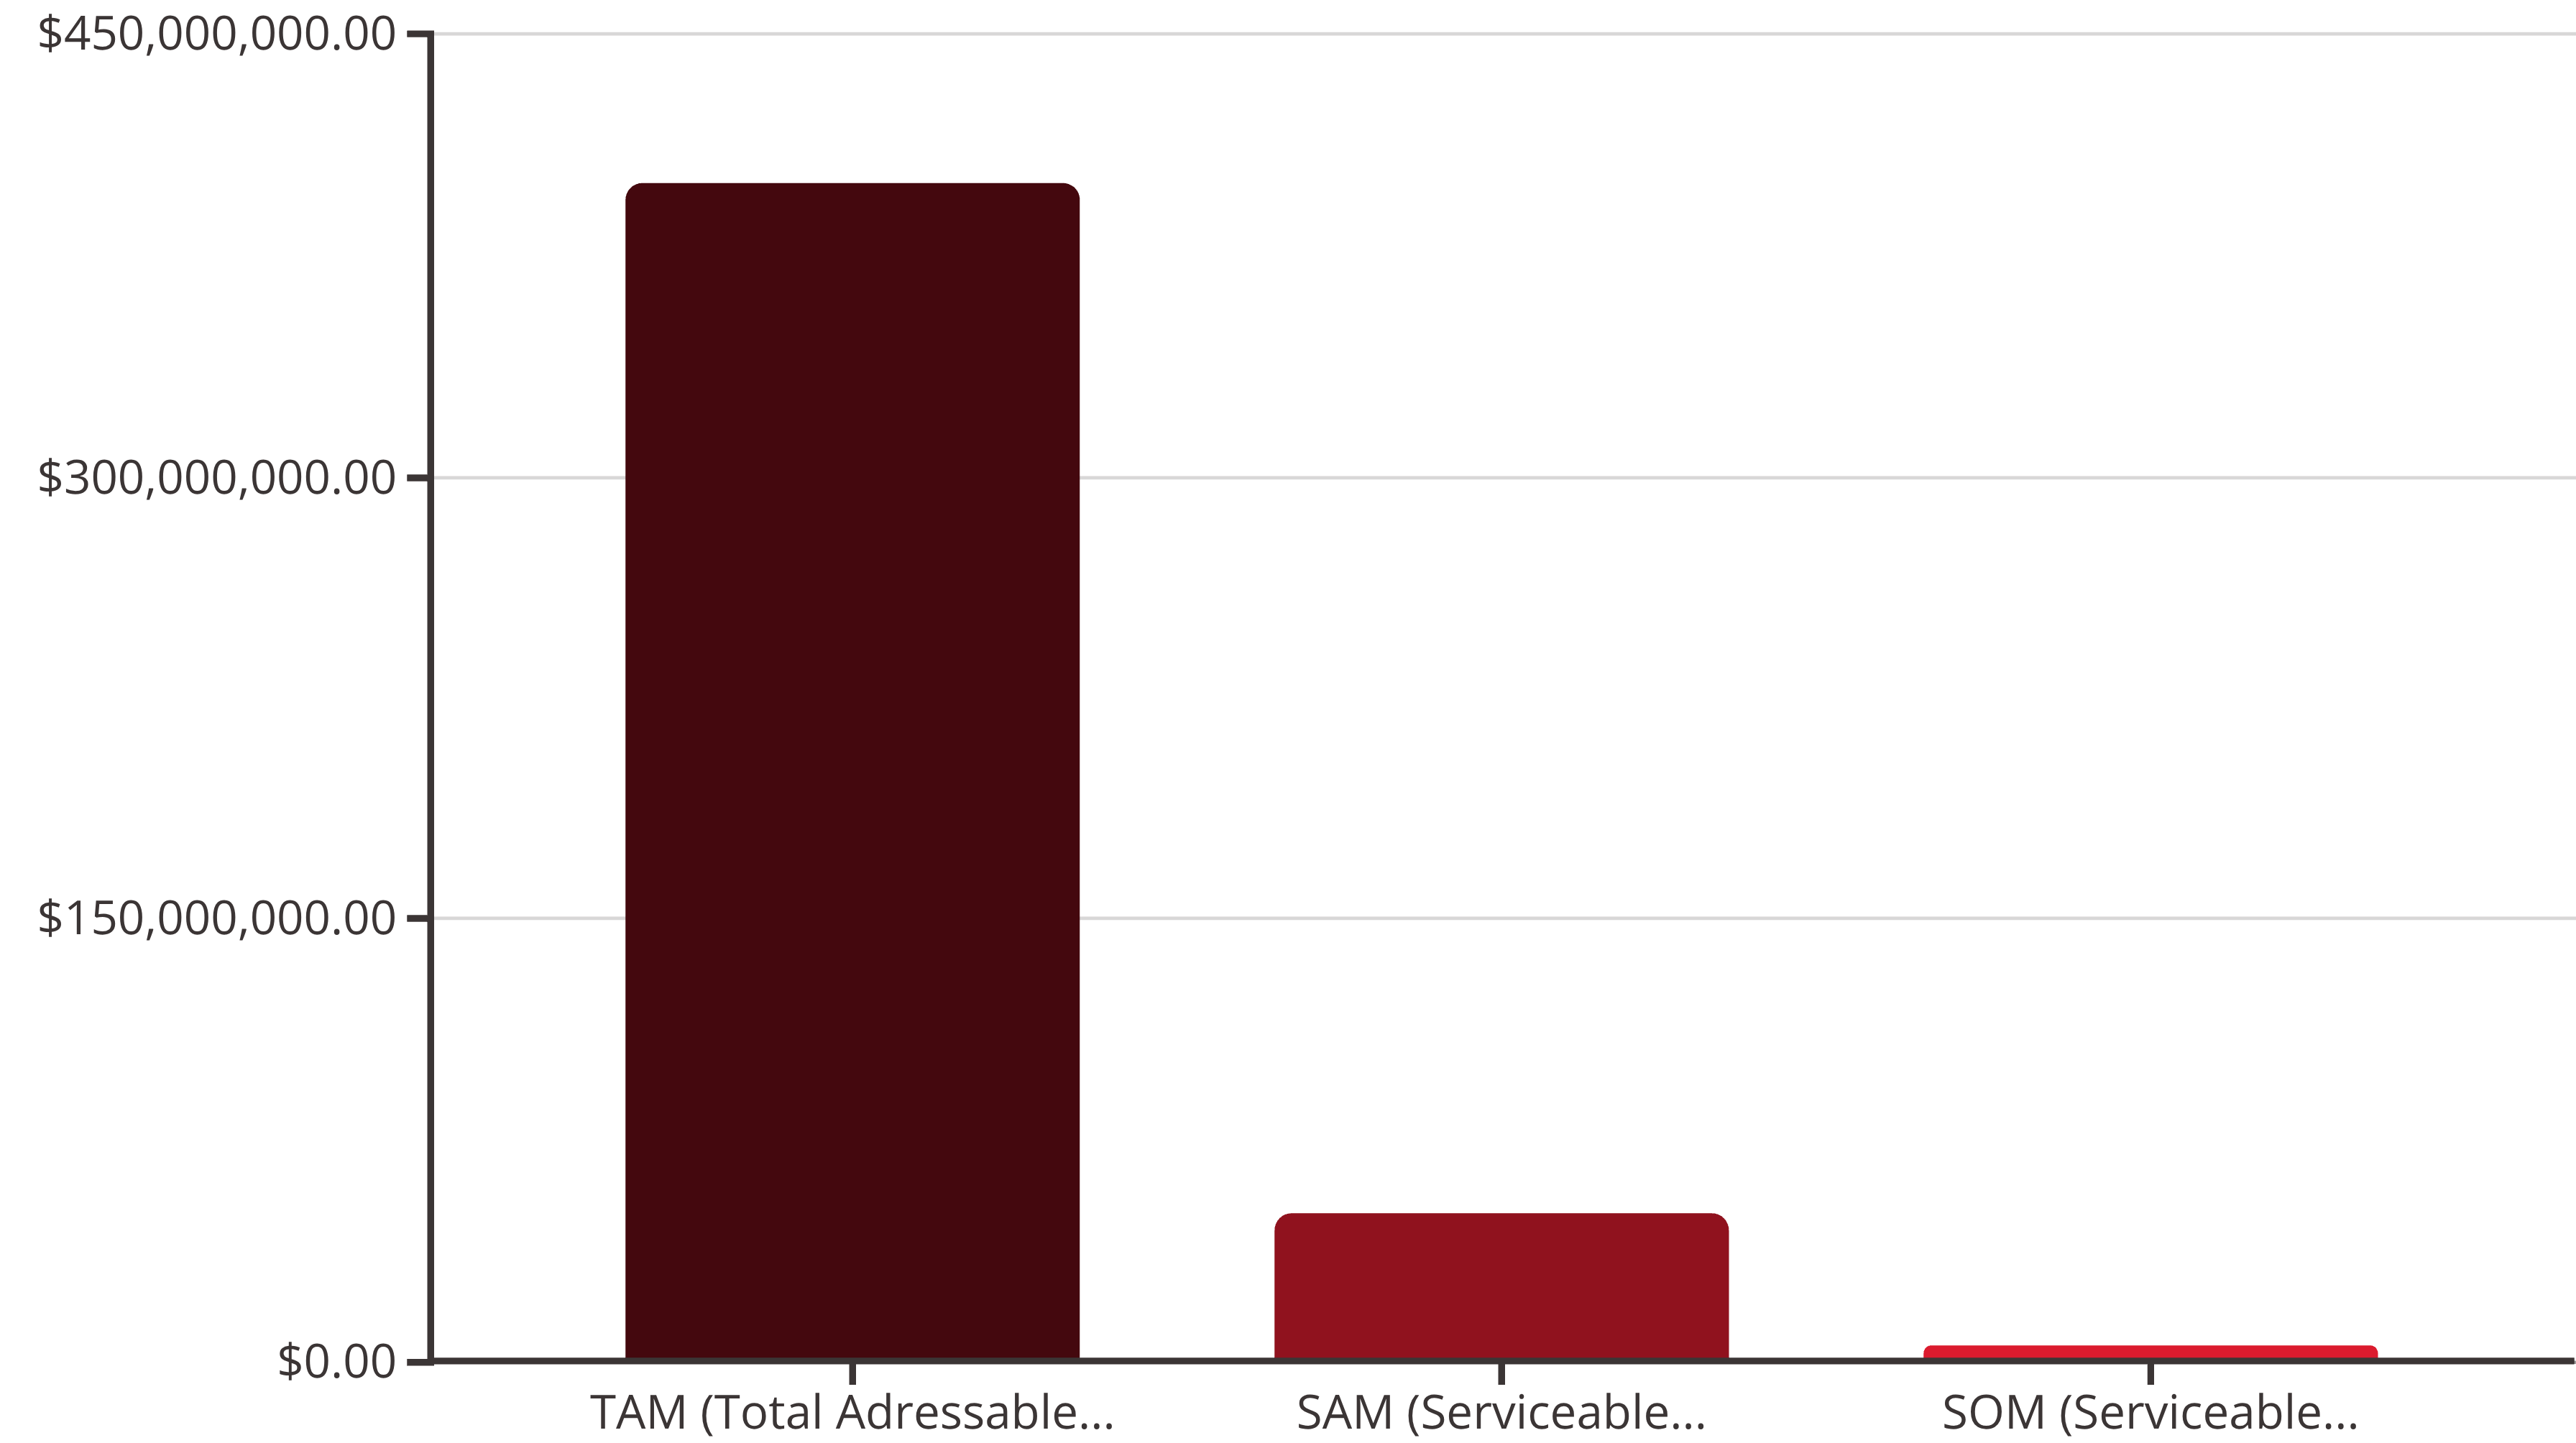 $450,000,000.00
$300,000,000.00
$150,000,000.00
$0.00
TAM (Total Adressable...
SAM (Serviceable...
SOM (Serviceable...